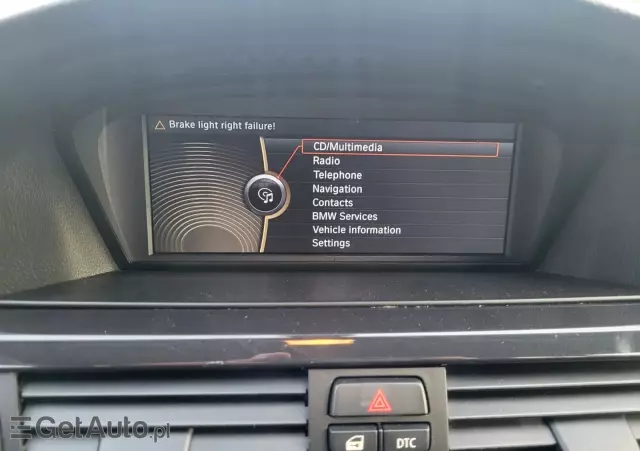 Brake light right failure!
CD/Multimedia
Radio
Telephone
Navigation
Contacts
BMW Services
Vehicle information
Settings
DTC
GetAuto.pl